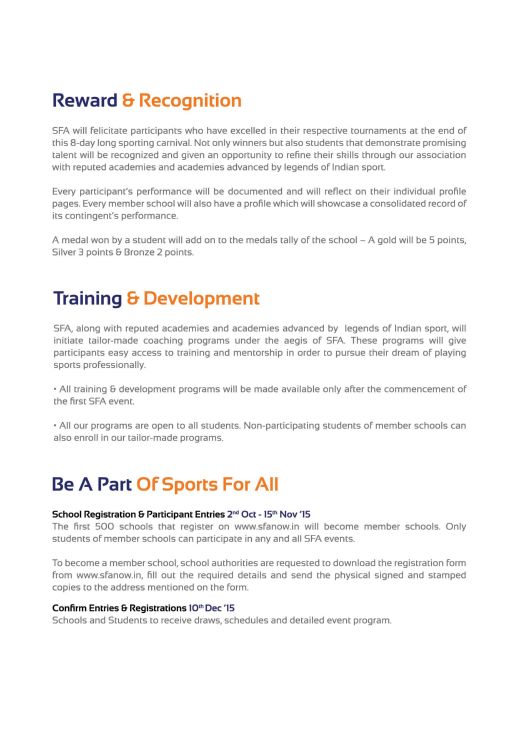 Reward & Recognition
SFA will felicitate participants who have excelled in their respective tournaments at the end of
this 8-day long sporting carnival. Not only winners but also students that demonstrate promising
talent will be recognized and given an opportunity to refine their skills through our association
with reputed academies and academies advanced by legends of Indian sport.
Every participant's performance will be documented and will reflect on their individual profile
pages. Every member school will also have a profile which will showcase a consolidated record of
its contingent's performance.
A medal won by a student will add on to the medals tally of the school – A gold will be 5 points,
Silver 3 points & Bronze 2 points.
Training & Development
SFA, along with reputed academies and academies advanced by legends of Indian sport, will
initiate tailor-made coaching programs under the aegis of SFA. These programs will give
participants easy access to training and mentorship in order to pursue their dream of playing
sports professionally.
• All training & development programs will be made available only after the commencement of
the first SFA event.
• All our programs are open to all students. Non-participating students of member schools can
also enroll in our tailor-made programs.
Be A Part Of Sports For All
School Registration & Participant Entries 2nd Oct - 15th Nov '15
The first 500 schools that register on www.sfanow.in will become member schools. Only
students of member schools can participate in any and all SFA events.
To become a member school, school authorities are requested to download the registration form
from www.sfanow.in, fill out the required details and send the physical signed and stamped
copies to the address mentioned on the form.
Confirm Entries & Registrations 10th Dec '15
Schools and Students to receive draws, schedules and detailed event program.